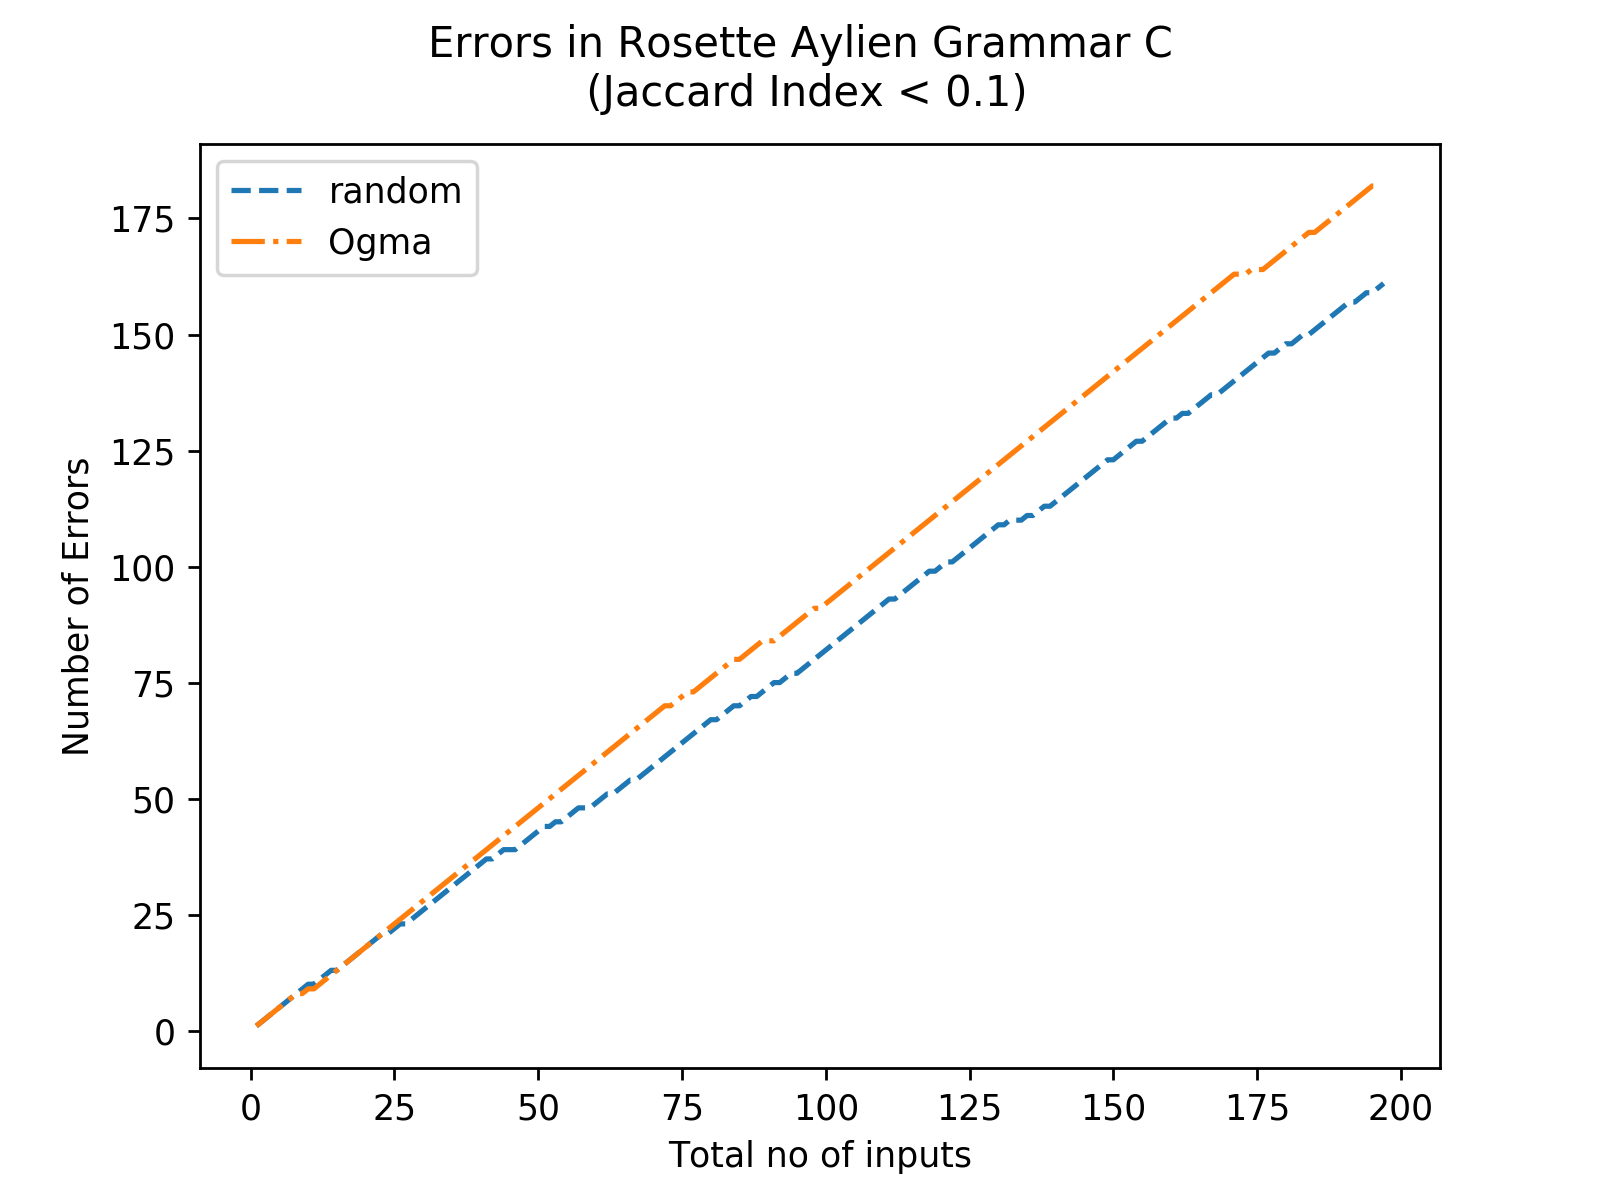 Errors in Rosette Aylien Grammar C
(Jaccard Index < 0.1)
random
Ogma
175
150
125
100
75
50
25
0
Number of Errors
0 25 50 75 100 125 150 175 200
Total no of inputs